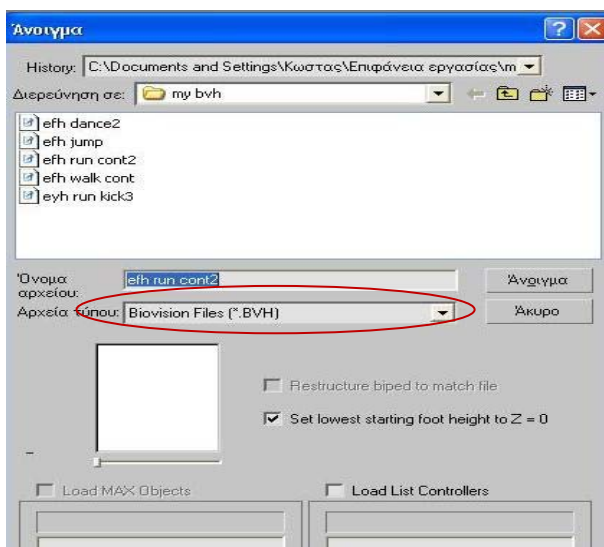 Άνοιγμα
History: C:\Documents and Settings\Κωστας\Επιφάνεια εργασίας\m
Διερεύνηση σε: my bvh
efh dance2
efh jump
efh run cont2
efh walk cont
eyh run kick3
Όνομα αρχείου: efh run cont2 Άνοιγμα
Αρχεία τύπου: Biovision Files (*.BVH) Άκυρο
Restructure biped to match file
Set lowest starting foot height to Z = 0
Load MAX Objects Load List Controllers